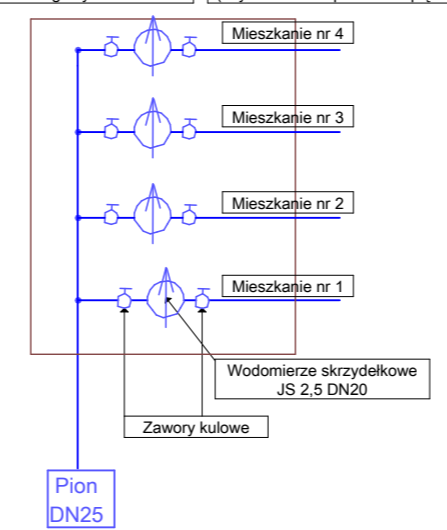 Mieszkanie nr 4
Mieszkanie nr 3
Mieszkanie nr 2
Mieszkanie nr 1
Wodomierze skrzydełkowe
JS 2,5 DN20
Zawory kulowe
Pion
DN25